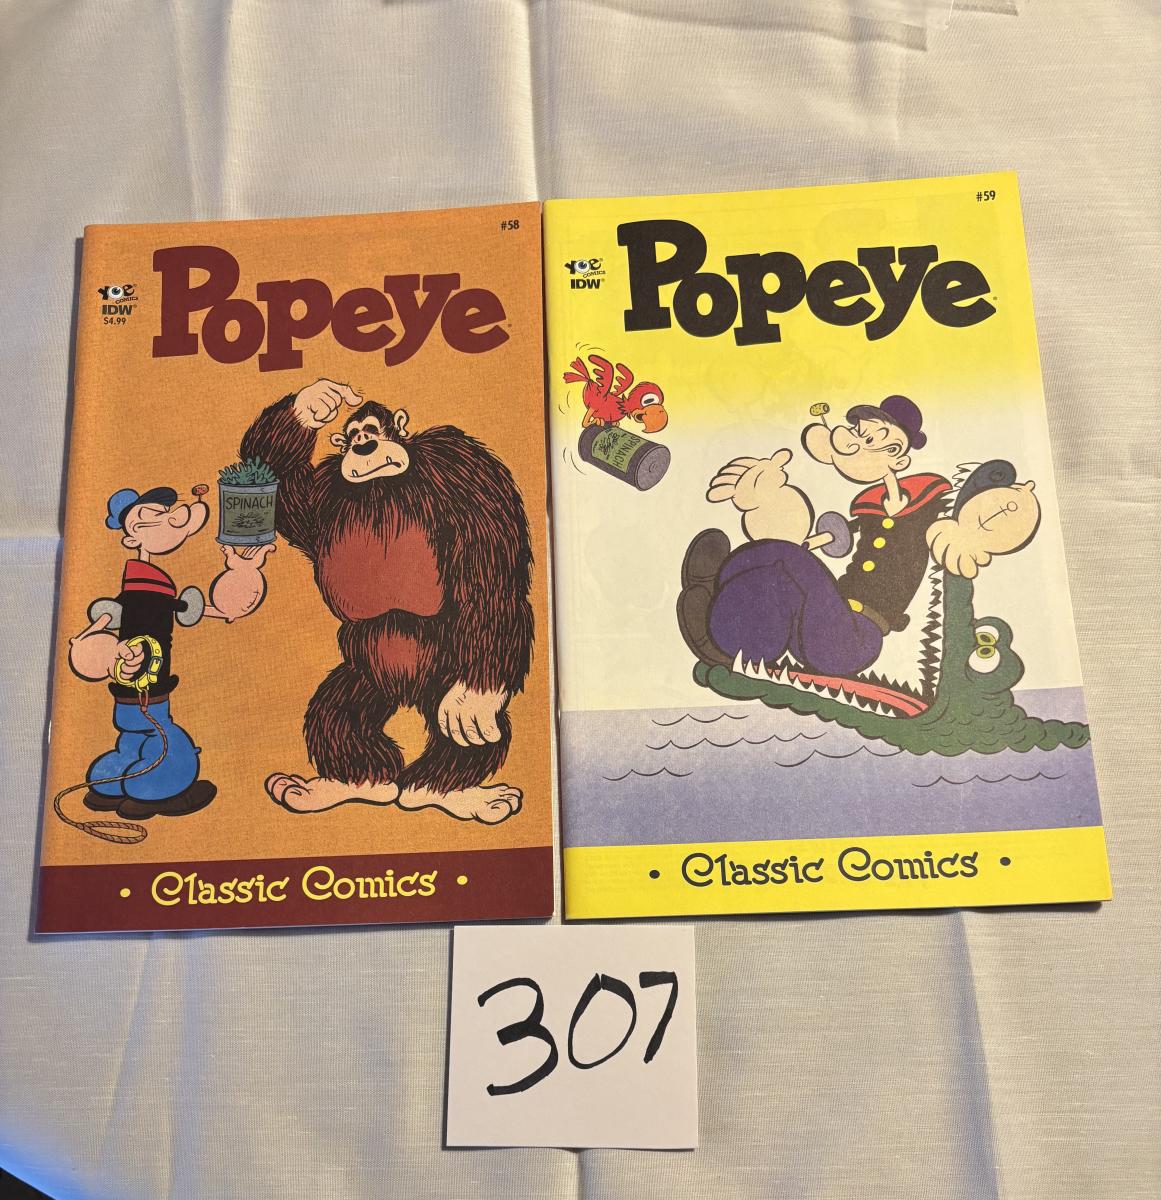 #58
YOE
COMICS
IDW
$4.99
Popeye
SPINACH
• Classic Comics •
#59
YOE
COMICS
IDW
Popeye
SPINACH
• Classic Comics •
307